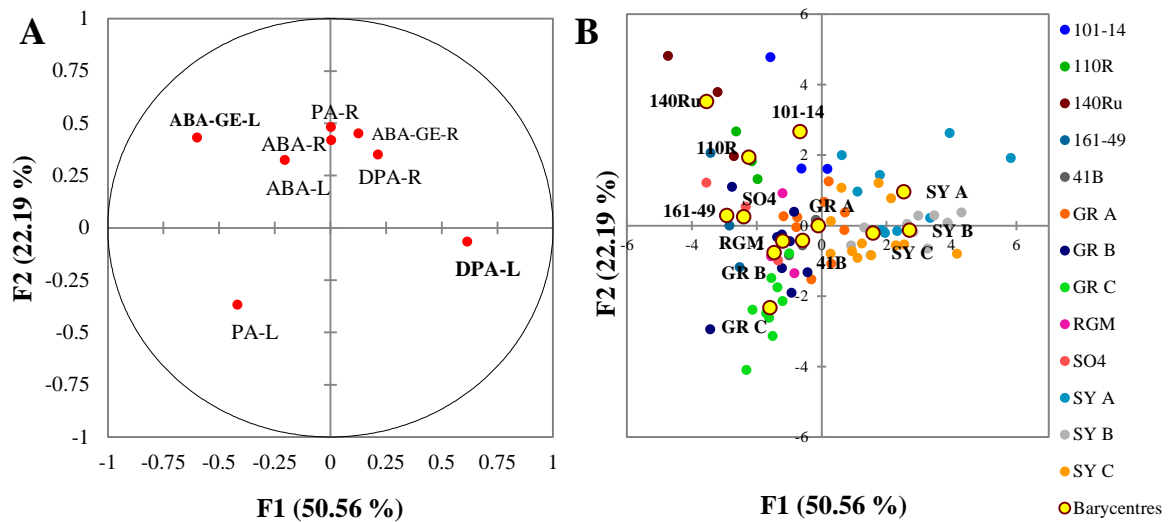 A
1
0.75
0.5
0.25
0
-0.25
-0.5
-0.75
-1
-1
-0.75
-0.5
-0.25
0
0.25
0.5
0.75
1
F2 (22.19 %)
F1 (50.56 %)
ABA-GE-L
PA-R
ABA-R
ABA-GE-R
ABA-L
DPA-R
DPA-L
PA-L
B
6
4
2
0
-2
-4
-6
-6
-4
-2
0
2
4
6
F2 (22.19 %)
F1 (50.56 %)
140Ru
101-14
110R
SO4
GR A
SY A
161-49
SY B
RGM
SY C
GR B
41B
GR C
101-14
110R
140Ru
161-49
41B
GR A
GR B
GR C
RGM
SO4
SY A
SY B
SY C
Barycentres